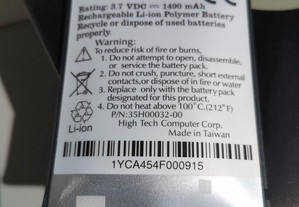 Rating: 3.7 VDC ⎓ 1490 mAh
Rechargeable Li-ion Polymer Battery
Recycle or dispose of used batteries
properly.
Warning:
To reduce risk of fire or burns,
1. Do not attempt to open, disassemble,
or service the battery pack.
2. Do not crush, puncture, short external
contacts,or dispose of in fire or water
3. Replace only with the battery pack
designated.
4. Do not heat above 100°C.(212°F)
P/N:35H00032-00
High Tech Computer Corp.
Made in Taiwan
Li-ion
1YCA454F000915